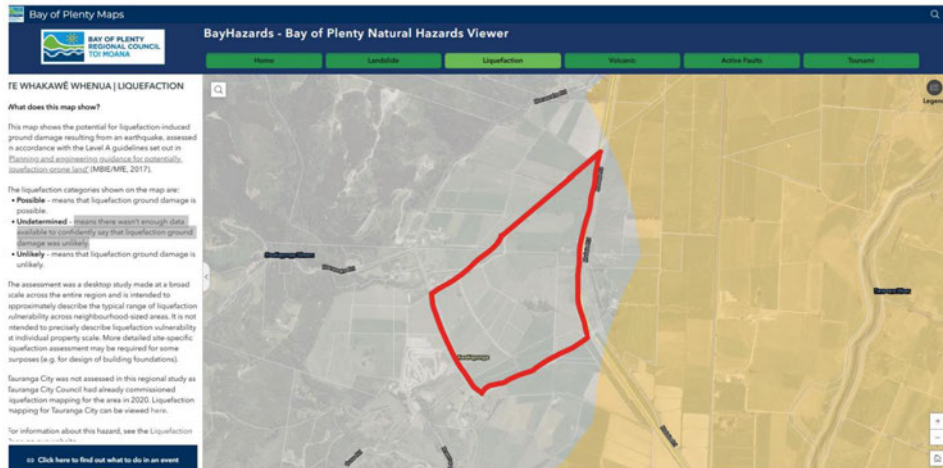 Bay of Plenty Maps
BAY OF PLENTY
REGIONAL COUNCIL
TOI MOANA
BayHazards - Bay of Plenty Natural Hazards Viewer
Home
Landslide
Liquefaction
Volcanic
Active Faults
Tsunami
TE WHAKAWĒ WHENUA | LIQUEFACTION
What does this map show?
This map shows the potential for liquefaction-induced
ground damage resulting from an earthquake, assessed
in accordance with the Level A guidelines set out in
'Planning and engineering guidance for potentially
liquefaction-prone land' (MBIE/MfE, 2017).
The liquefaction categories shown on the map are:
• Possible - means that liquefaction ground damage is
possible.
• Undetermined - means there wasn't enough data
available to confidently say that liquefaction ground
damage was unlikely.
• Unlikely - means that liquefaction ground damage is
unlikely.
The assessment was a desktop study made at a broad
scale across the entire region and is intended to
approximately describe the typical range of liquefaction
vulnerability across neighbourhood-sized areas. It is not
intended to precisely describe liquefaction vulnerability
at individual property scale. More detailed site-specific
liquefaction assessment may be required for some
purposes (e.g. for design of building foundations).
Tauranga City was not assessed in this regional study as
Tauranga City Council had already commissioned
liquefaction mapping for the area in 2020. Liquefaction
mapping for Tauranga City can be viewed here.
For information about this hazard, see the Liquefaction
Click here to find out what to do in an event
Legend